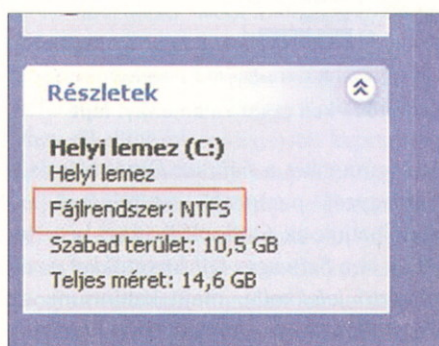 Részletek
Helyi lemez (C:)
Helyi lemez
Fájlrendszer: NTFS
Szabad terület: 10,5 GB
Teljes méret: 14,6 GB